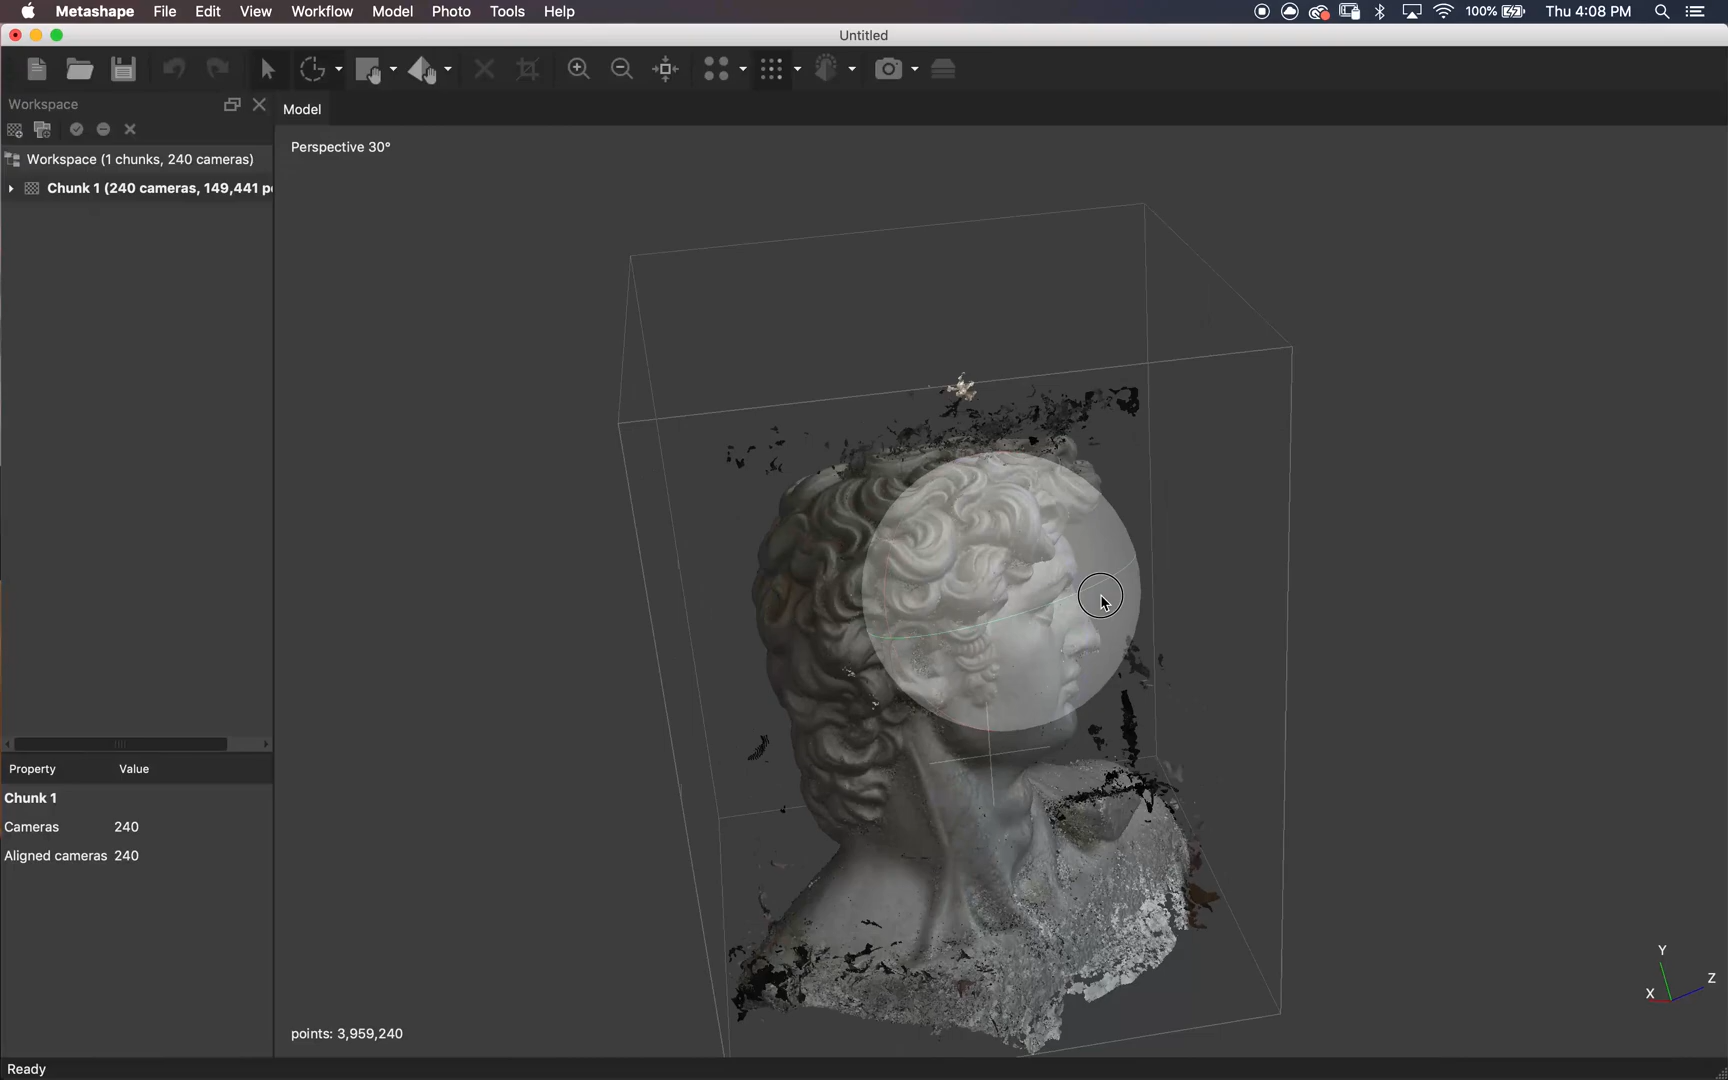 Metashape File Edit View Workflow Model Photo Tools Help 100% Thu 4:08 PM
Untitled
Workspace
Model
Perspective 30°
Workspace (1 chunks, 240 cameras)
Chunk 1 (240 cameras, 149,441 p
Property Value
Chunk 1
Cameras 240
Aligned cameras 240
Y
Z
X
points: 3,959,240
Ready